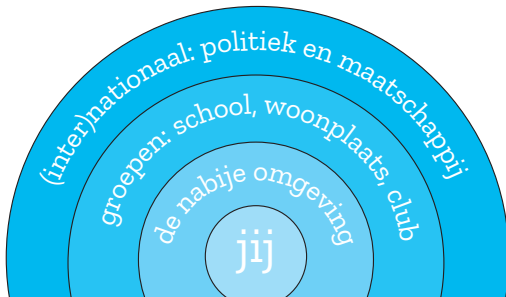 (inter)nationaal: politiek en maatschappij
groepen: school, woonplaats, club
de nabije omgeving
jij